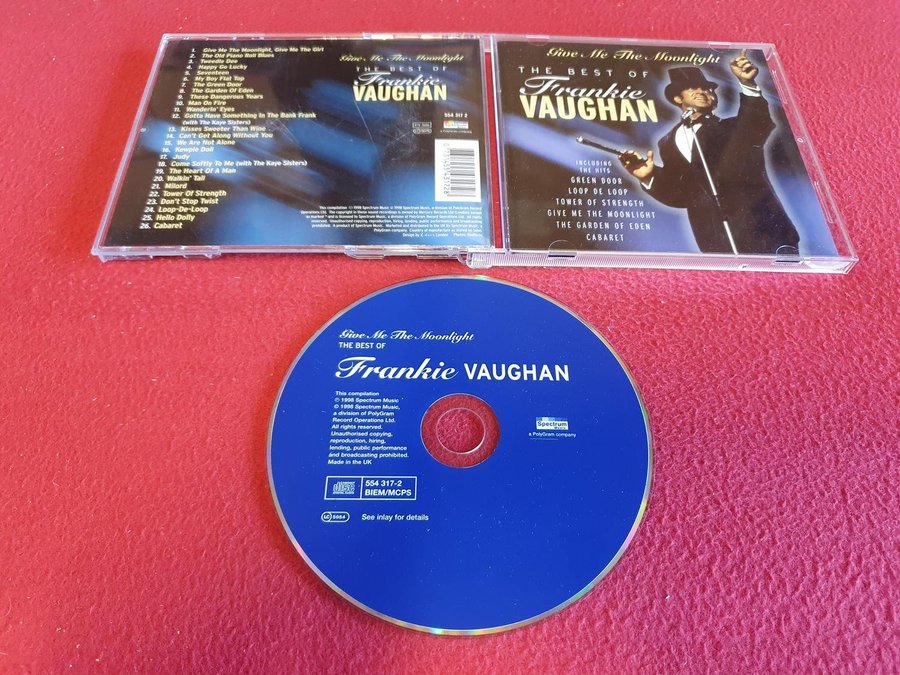 1. Give Me The Moonlight, Give Me The Girl
2. The Old Piano Roll Blues
3. Tweedle Dee
4. Happy Go Lucky
5. Seventeen
6. My Boy Flat Top
7. The Green Door
8. The Garden Of Eden
9. These Dangerous Years
10. Man On Fire
11. Wanderin' Eyes
12. Gotta Have Something In The Bank Frank
(with The Kaye Sisters)
13. Kisses Sweeter Than Wine
14. Can't Get Along Without You
15. We Are Not Alone
16. Kewpie Doll
17. Judy
18. Come Softly To Me (with The Kaye Sisters)
19. The Heart Of A Man
20. Walkin' Tall
21. Milord
22. Tower Of Strength
23. Don't Stop Twist
24. Loop-De-Loop
25. Hello Dolly
26. Cabaret
Give Me The Moonlight
THE BEST OF
Frankie
VAUGHAN
554 317 2
Give Me The Moonlight
THE BEST OF
Frankie
VAUGHAN
INCLUDING
THE HITS
GREEN DOOR
LOOP DE LOOP
TOWER OF STRENGTH
GIVE ME THE MOONLIGHT
THE GARDEN OF EDEN
CABARET
Give Me The Moonlight
THE BEST OF
Frankie VAUGHAN
This compilation
℗ 1998 Spectrum Music
© 1998 Spectrum Music,
a division of PolyGram
Record Operations Ltd.
All rights reserved.
Unauthorised copying,
reproduction, hiring,
lending, public performance
and broadcasting prohibited.
Made in the UK
Spectrum
a PolyGram company
COMPACT
disc
DIGITAL AUDIO
554 317-2
BIEM/MCPS
LC 5064
See inlay for details